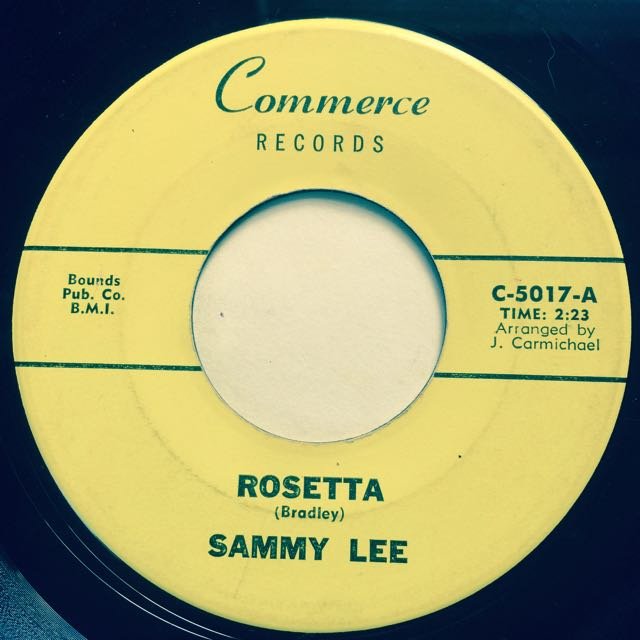 Commerce
RECORDS
Bounds
Pub. Co.
B.M.I.
C-5017-A
TIME: 2:23
Arranged by
J. Carmichael
ROSETTA
(Bradley)
SAMMY LEE